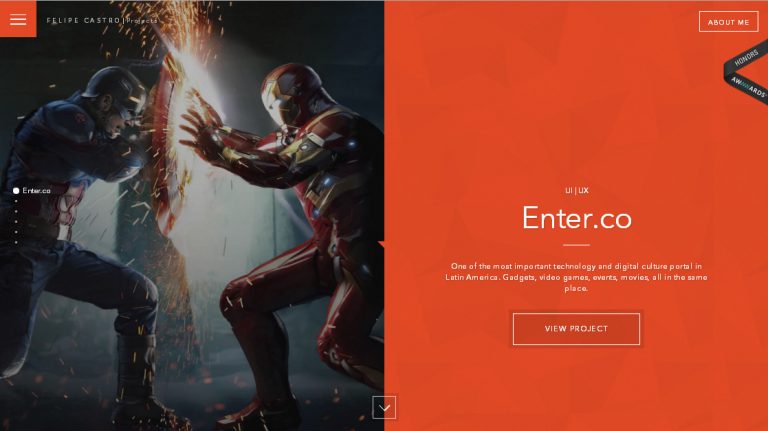 FELIPE CASTRO | Projects
ABOUT ME
HONORS
AWWWARDS
Enter.co
UI | UX
Enter.co
One of the most important technology and digital culture portal in
Latin America. Gadgets, video games, events, movies, all in the same
place.
VIEW PROJECT